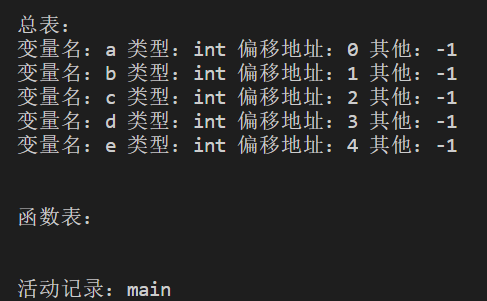 总表：
变量名：a 类型：int 偏移地址：0 其他：-1
变量名：b 类型：int 偏移地址：1 其他：-1
变量名：c 类型：int 偏移地址：2 其他：-1
变量名：d 类型：int 偏移地址：3 其他：-1
变量名：e 类型：int 偏移地址：4 其他：-1
函数表：
活动记录：main